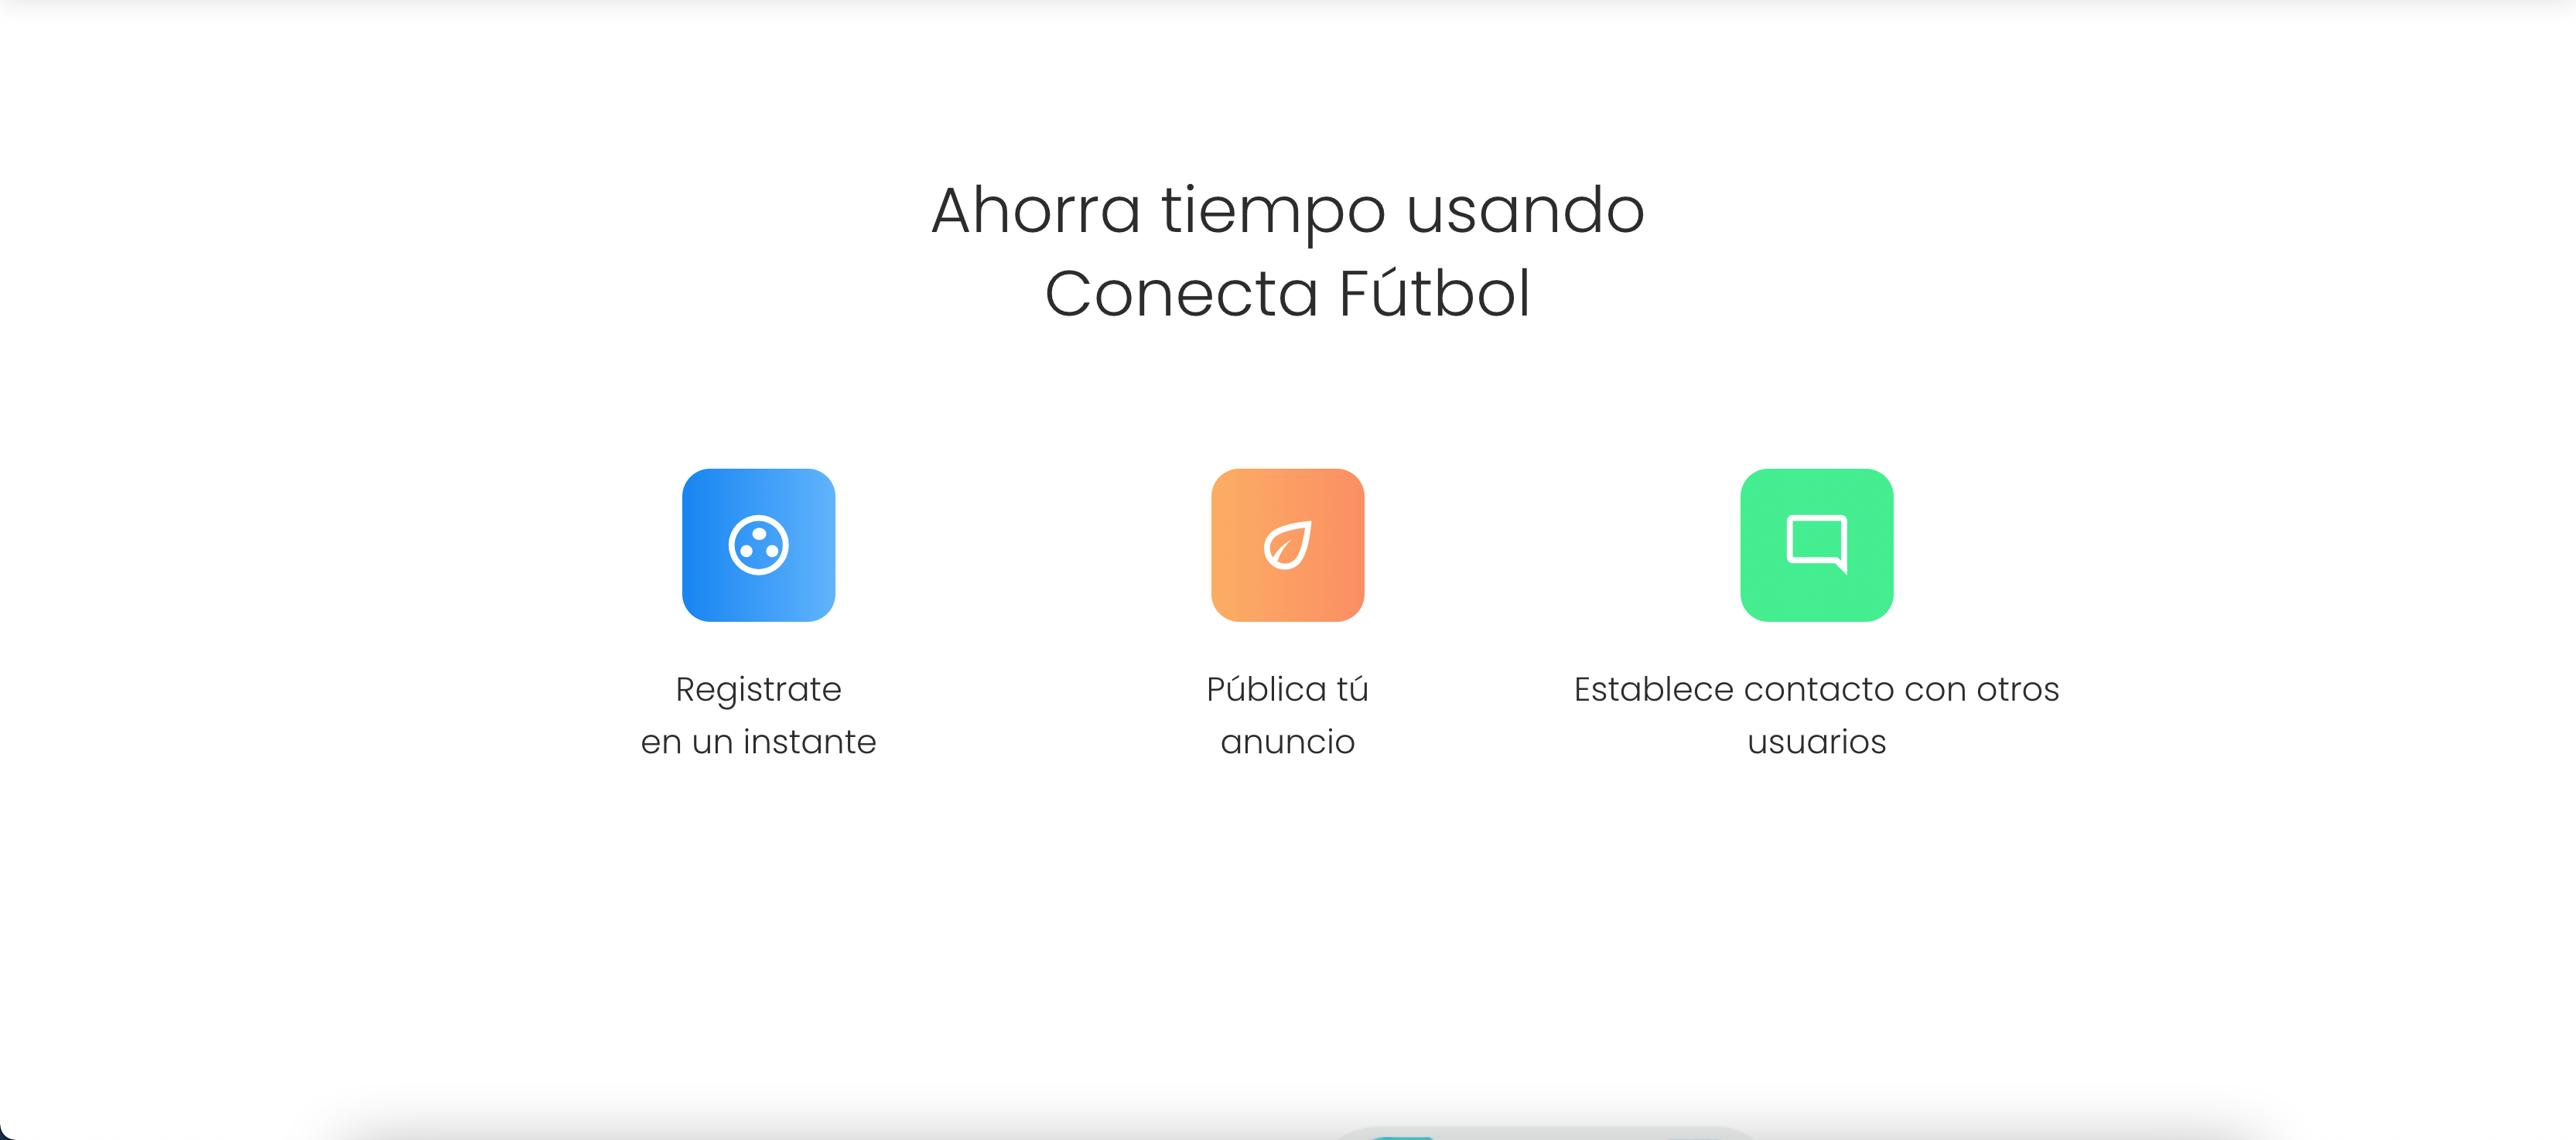 Ahorra tiempo usando
Conecta Fútbol
Registrate
en un instante
Pública tú
anuncio
Establece contacto con otros
usuarios